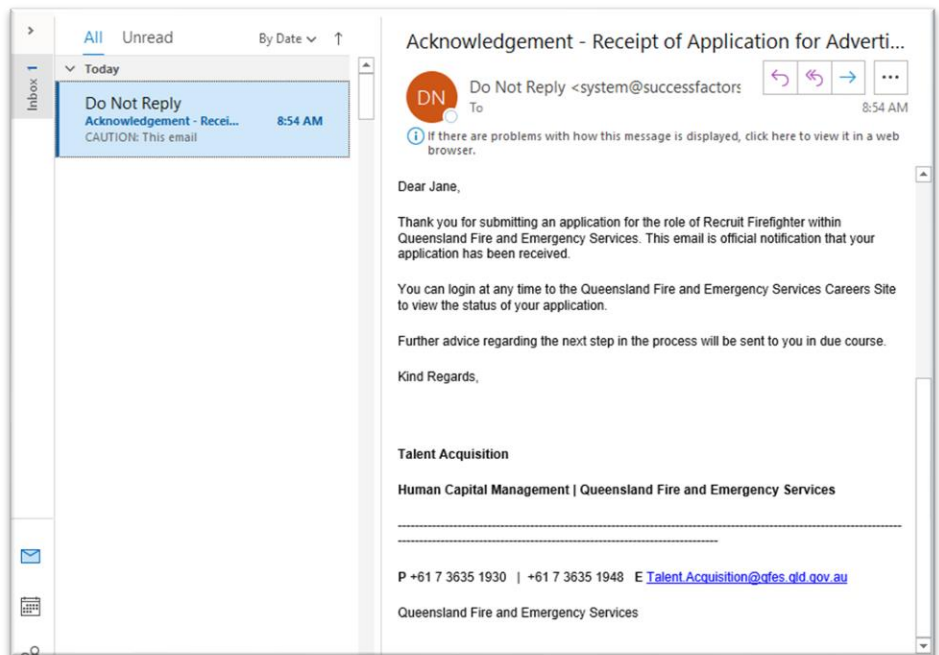 All Unread By Date
Today
Inbox 1
Do Not Reply
Acknowledgement - Recei... 8:54 AM
CAUTION: This email
Acknowledgement - Receipt of Application for Adverti...
DN
Do Not Reply <system@successfactors
To
8:54 AM
If there are problems with how this message is displayed, click here to view it in a web
browser.
Dear Jane,
Thank you for submitting an application for the role of Recruit Firefighter within
Queensland Fire and Emergency Services. This email is official notification that your
application has been received.
You can login at any time to the Queensland Fire and Emergency Services Careers Site
to view the status of your application.
Further advice regarding the next step in the process will be sent to you in due course.
Kind Regards,
Talent Acquisition
Human Capital Management | Queensland Fire and Emergency Services
P +61 7 3635 1930 | +61 7 3635 1948 E Talent.Acquisition@qfes.qld.gov.au
Queensland Fire and Emergency Services